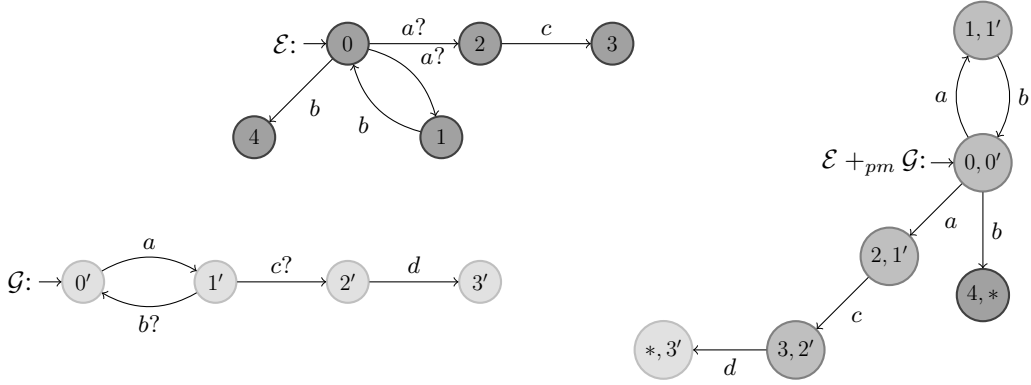 ℰ:
0
a?
2
c
3
a?
b
b
4
1
𝒢:
0′
a
1′
c?
2′
d
3′
b?
1, 1′
a
b
ℰ +ₚₘ 𝒢:
0, 0′
a
b
2, 1′
4, ∗
c
∗, 3′
d
3, 2′